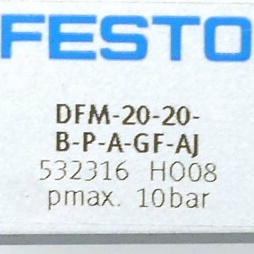 FESTO
DFM-20-20-
B-P-A-GF-AJ
532316 HO08
pmax. 10bar